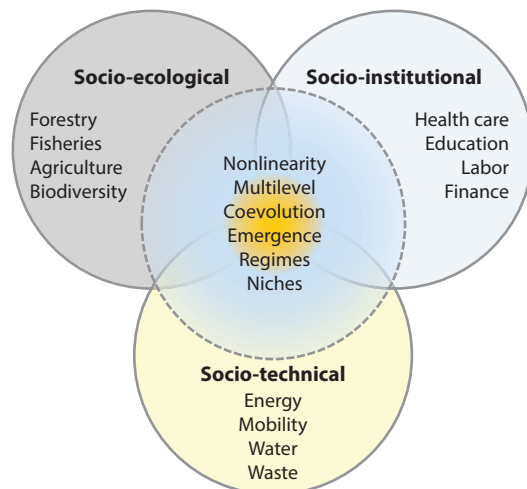 Socio-ecological
Forestry
Fisheries
Agriculture
Biodiversity
Socio-institutional
Health care
Education
Labor
Finance
Nonlinearity
Multilevel
Coevolution
Emergence
Regimes
Niches
Socio-technical
Energy
Mobility
Water
Waste